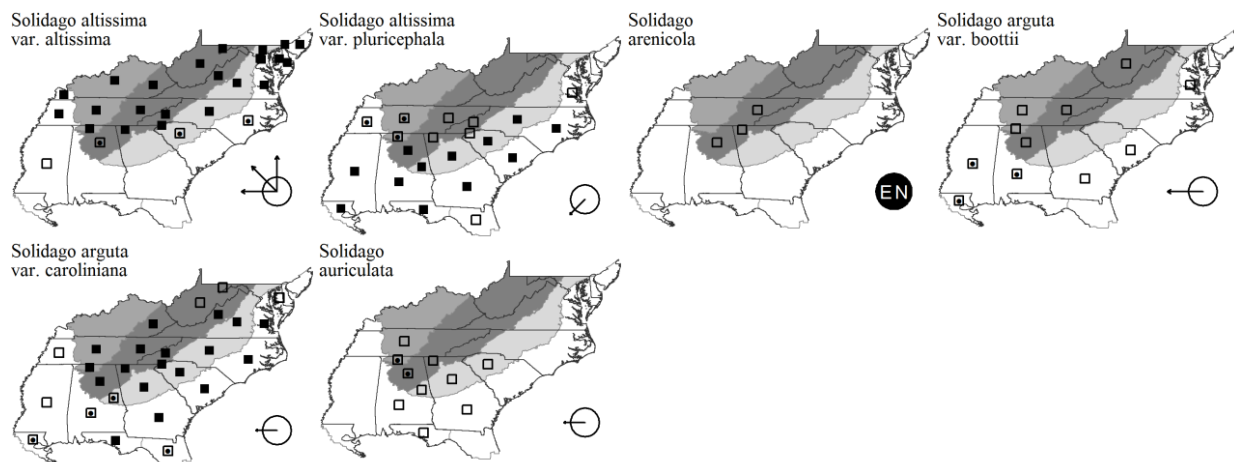 Solidago altissima
var. altissima
Solidago altissima
var. pluricephala
Solidago
arenicola
EN
Solidago arguta
var. boottii
Solidago arguta
var. caroliniana
Solidago
auriculata